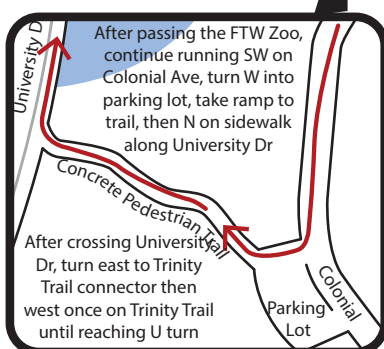 University D
After passing the FTW Zoo,
continue running SW on
Colonial Ave, turn W into
parking lot, take ramp to
trail, then N on sidewalk
along University Dr
Concrete Pedestrian Trail
After crossing University
Dr, turn east to Trinity
Trail connector then
west once on Trinity Trail
until reaching U turn
Parking
Lot
Colonial